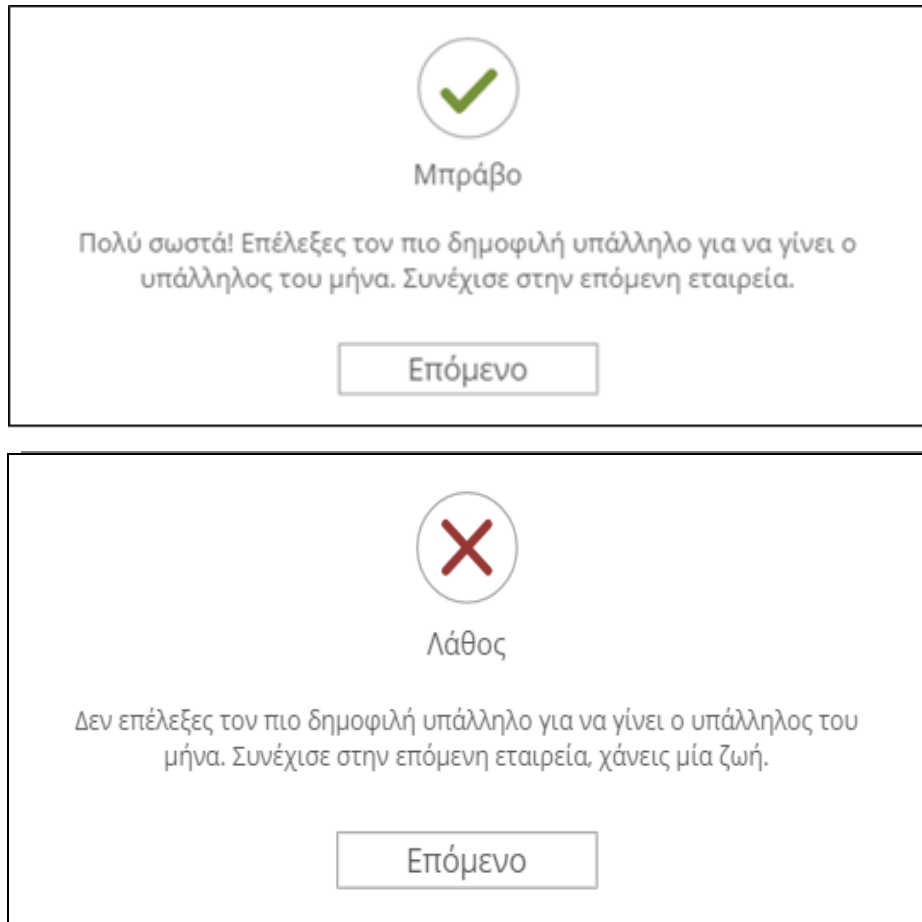 Μπράβο
Πολύ σωστά! Επέλεξες τον πιο δημοφιλή υπάλληλο για να γίνει ο
υπάλληλος του μήνα. Συνέχισε στην επόμενη εταιρεία.
Επόμενο
Λάθος
Δεν επέλεξες τον πιο δημοφιλή υπάλληλο για να γίνει ο υπάλληλος του
μήνα. Συνέχισε στην επόμενη εταιρεία, χάνεις μία ζωή.
Επόμενο